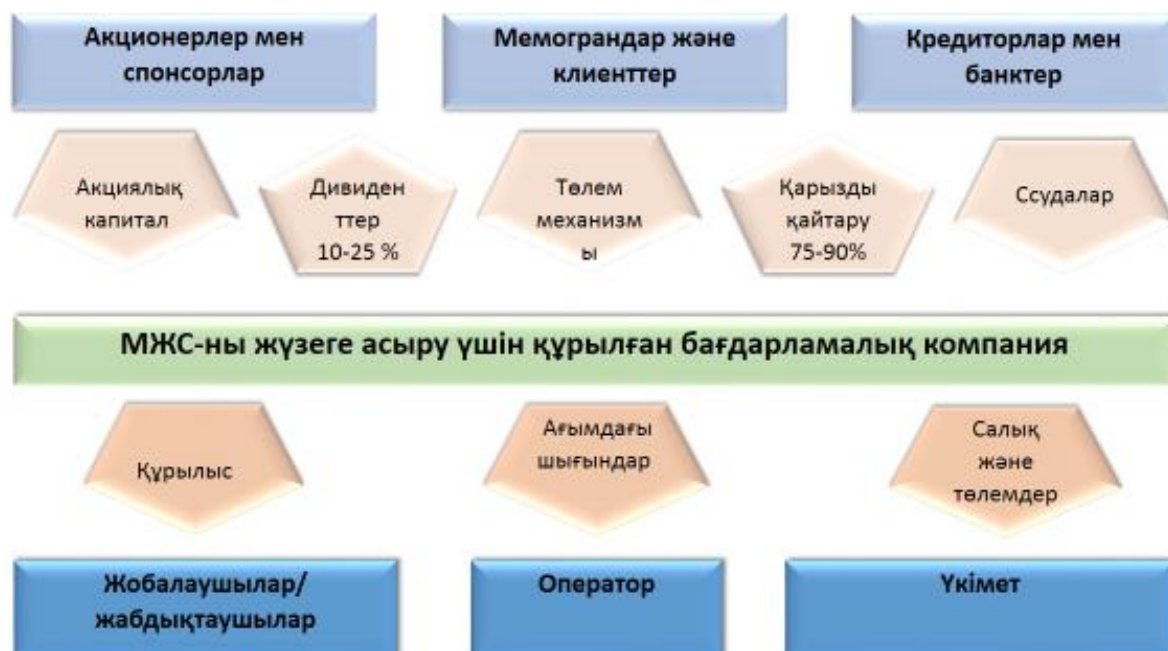 Акционерлер мен
спонсорлар
Мемограндар және
клиенттер
Кредиторлар мен
банктер
Акциялық
капитал
Дивиден
ттер
10-25 %
Төлем
механизм
ы
Қарызды
қайтару
75-90%
Ссудалар
МЖС-ны жүзеге асыру үшін құрылған бағдарламалық компания
Құрылыс
Ағымдағы
шығындар
Салық
және
төлемдер
Жобалаушылар/
жабдықтаушылар
Оператор
Үкімет